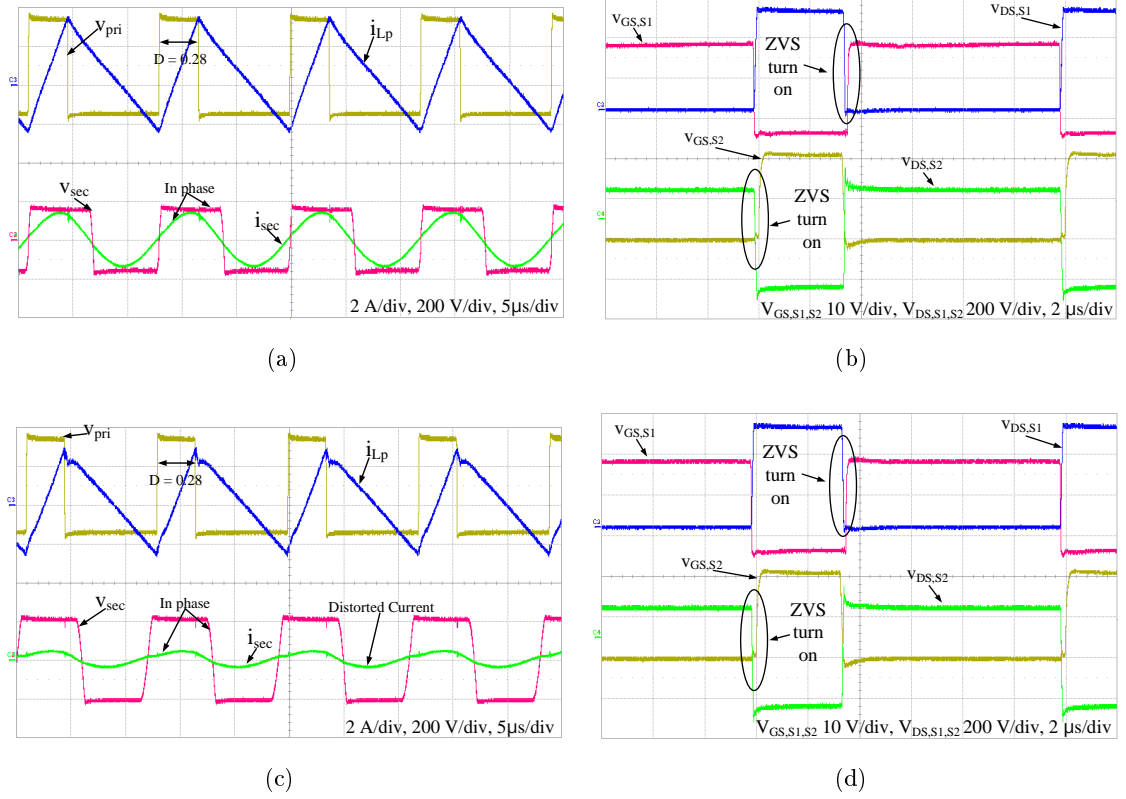 v_pri
i_Lp
D = 0.28
C3
v_sec
In phase
i_sec
2 A/div, 200 V/div, 5µs/div
(a)
v_GS,S1
v_DS,S1
ZVS
turn
on
v_GS,S2
v_DS,S2
ZVS
turn
on
C4
V_GS,S1,S2 10 V/div, V_DS,S1,S2 200 V/div, 2 µs/div
(b)
v_pri
i_Lp
D = 0.28
C3
v_sec
In phase
Distorted Current
i_sec
2 A/div, 200 V/div, 5µs/div
(c)
v_GS,S1
v_DS,S1
ZVS
turn
on
v_GS,S2
v_DS,S2
ZVS
turn
on
C4
V_GS,S1,S2 10 V/div, V_DS,S1,S2 200 V/div, 2 µs/div
(d)